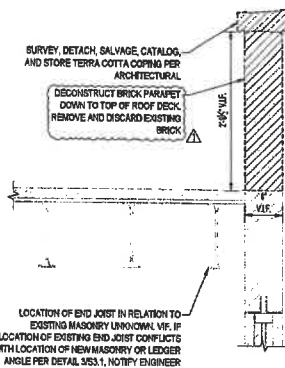 SURVEY, DETACH, SALVAGE, CATALOG,
AND STORE TERRA COTTA COPING PER
ARCHITECTURAL
DECONSTRUCT BRICK PARAPET
DOWN TO TOP OF ROOF DECK.
REMOVE AND DISCARD EXISTING
BRICK
V.I.F.
V.I.F.
LOCATION OF END JOIST IN RELATION TO
EXISTING MASONRY UNKNOWN. VIF. IF
LOCATION OF EXISTING END JOIST CONFLICTS
WITH LOCATION OF NEW MASONRY OR LEDGER
ANGLE PER DETAIL 3/S3.1, NOTIFY ENGINEER